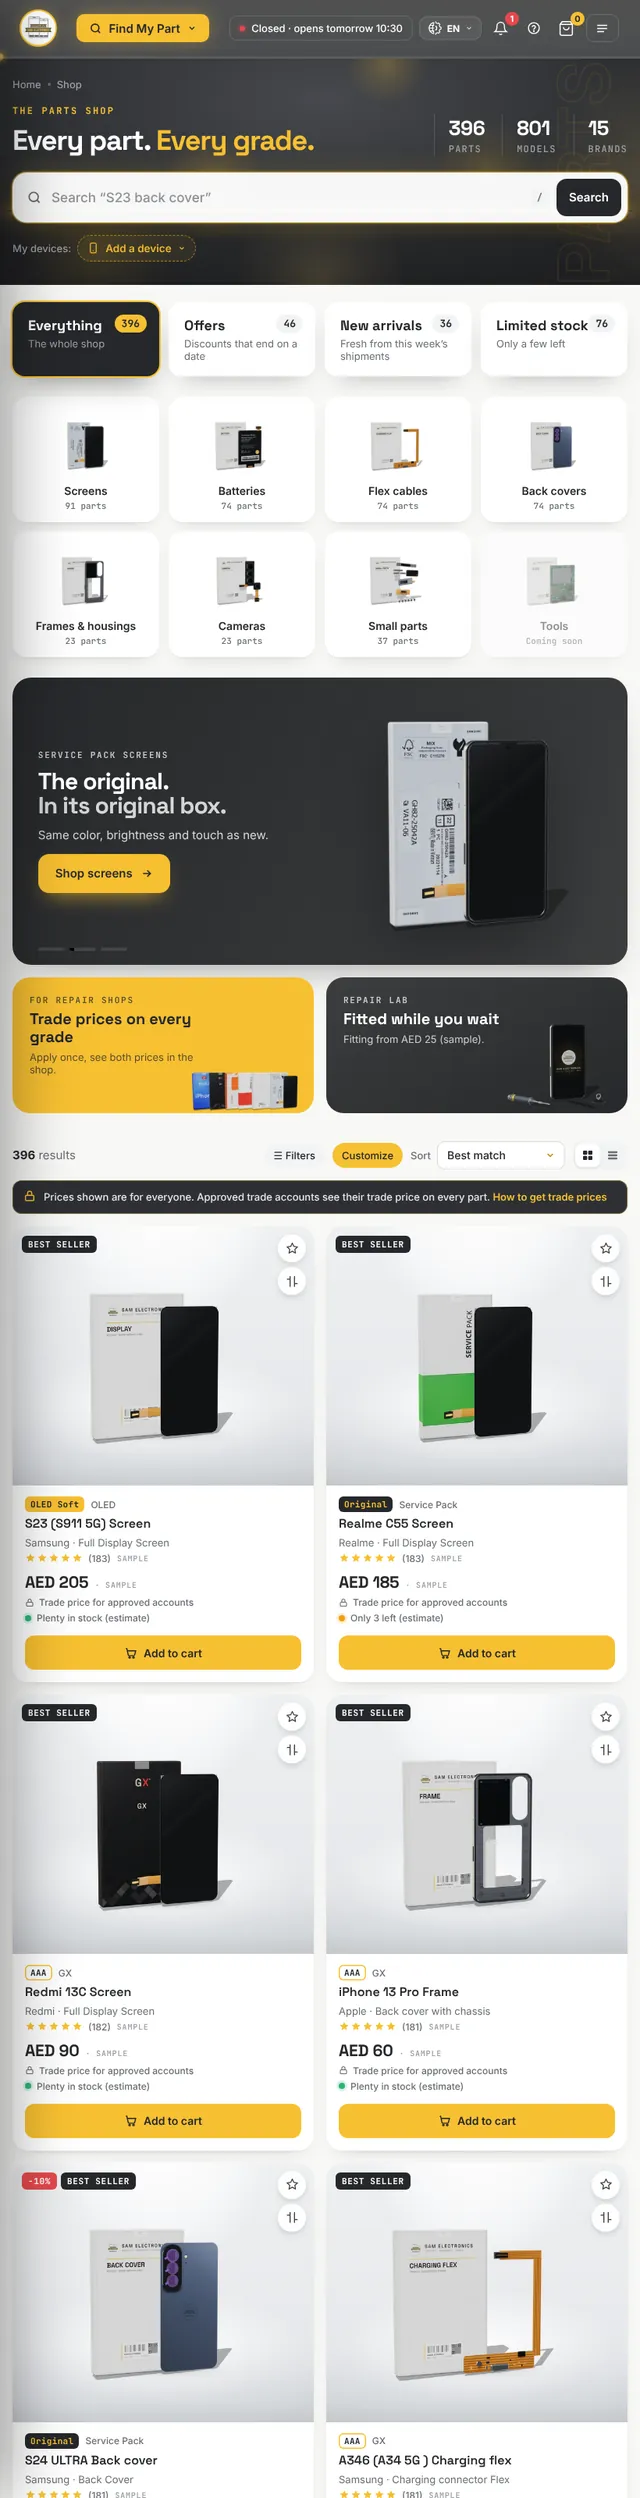 Find My Part
Closed · opens tomorrow 10:30
EN
1
0
Home • Shop
THE PARTS SHOP
Every part. Every grade.
396
PARTS
801
MODELS
15
BRANDS
PARTS
Search “S23 back cover”
/
Search
My devices:
Add a device
Everything 396
The whole shop
Offers 46
Discounts that end on a
date
New arrivals 36
Fresh from this week's
shipments
Limited stock 76
Only a few left
Screens
91 parts
Batteries
74 parts
Flex cables
74 parts
Back covers
74 parts
Frames & housings
23 parts
Cameras
23 parts
Small parts
37 parts
Tools
Coming soon
SERVICE PACK SCREENS
The original.
In its original box.
Same color, brightness and touch as new.
Shop screens →
FSC
MIX
GH82-25042A
VA11-06
FOR REPAIR SHOPS
Trade prices on every
grade
Apply once, see both prices in the
shop.
REPAIR LAB
Fitted while you wait
Fitting from AED 25 (sample).
396 results
Filters
Customize
Sort
Best match
Prices shown are for everyone. Approved trade accounts see their trade price on every part. How to get trade prices
BEST SELLER
SAM ELECTRON
DISPLAY
OLED Soft OLED
S23 (S911 5G) Screen
Samsung · Full Display Screen
(183) SAMPLE
AED 205 · SAMPLE
Trade price for approved accounts
Plenty in stock (estimate)
Add to cart
BEST SELLER
SERVICE PACK
Original Service Pack
Realme C55 Screen
Realme · Full Display Screen
(183) SAMPLE
AED 185 · SAMPLE
Trade price for approved accounts
Only 3 left (estimate)
Add to cart
BEST SELLER
GX
GX
AAA GX
Redmi 13C Screen
Redmi · Full Display Screen
(182) SAMPLE
AED 90 · SAMPLE
Trade price for approved accounts
Plenty in stock (estimate)
Add to cart
BEST SELLER
SAM ELECTRON
FRAME
AAA GX
iPhone 13 Pro Frame
Apple · Back cover with chassis
(181) SAMPLE
AED 60 · SAMPLE
Trade price for approved accounts
Plenty in stock (estimate)
Add to cart
-10% BEST SELLER
SAM ELECTRON
BACK COVER
Original Service Pack
S24 ULTRA Back cover
Samsung · Back Cover
(181) SAMPLE
BEST SELLER
SAM ELECTRONICS
CHARGING FLEX
AAA GX
A346 (A34 5G ) Charging flex
Samsung · Charging connector Flex
(181) SAMPLE